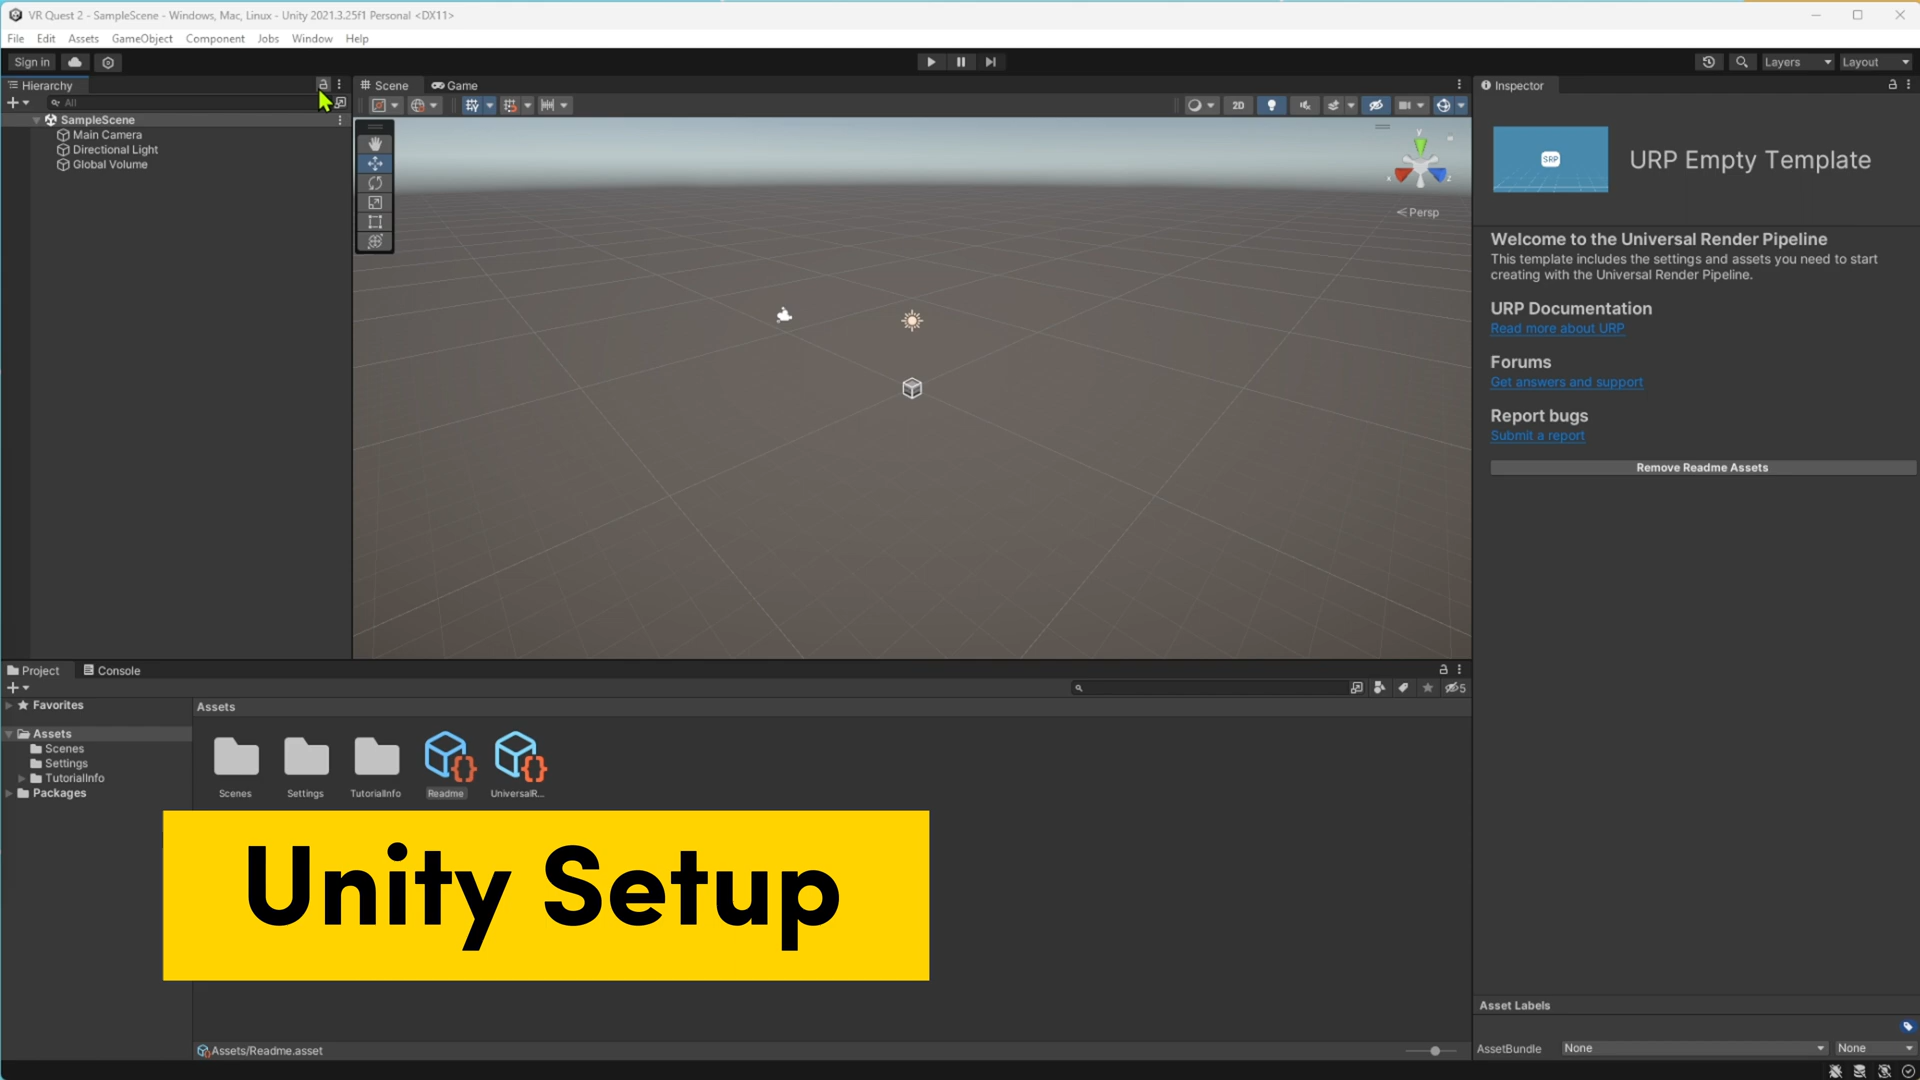 VR Quest 2 - SampleScene - Windows, Mac, Linux - Unity 2021.3.25f1 Personal <DX11>
File Edit Assets GameObject Component Jobs Window Help
Sign in
Layers
Layout
Hierarchy
Scene
Game
Inspector
All
2D
SampleScene
Main Camera
Directional Light
Global Volume
y
x
z
Persp
SRP
URP Empty Template
Welcome to the Universal Render Pipeline
This template includes the settings and assets you need to start
creating with the Universal Render Pipeline.
URP Documentation
Read more about URP
Forums
Get answers and support
Report bugs
Submit a report
Remove Readme Assets
Project
Console
5
Favorites
Assets
Assets
Scenes
Settings
TutorialInfo
Packages
Scenes
Settings
TutorialInfo
Readme
UniversalR...
Unity Setup
Assets/Readme.asset
Asset Labels
AssetBundle
None
None